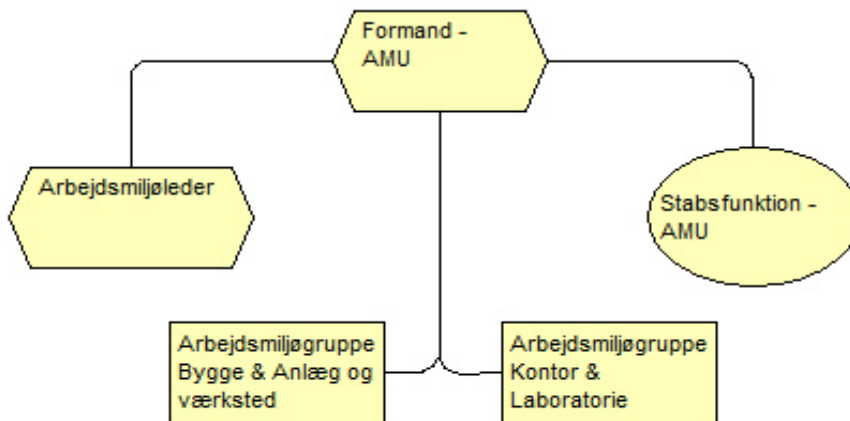 Formand -
AMU
Arbejdsmiljøleder
Stabsfunktion -
AMU
Arbejdsmiljøgruppe
Bygge & Anlæg og
værksted
Arbejdsmiljøgruppe
Kontor &
Laboratorie